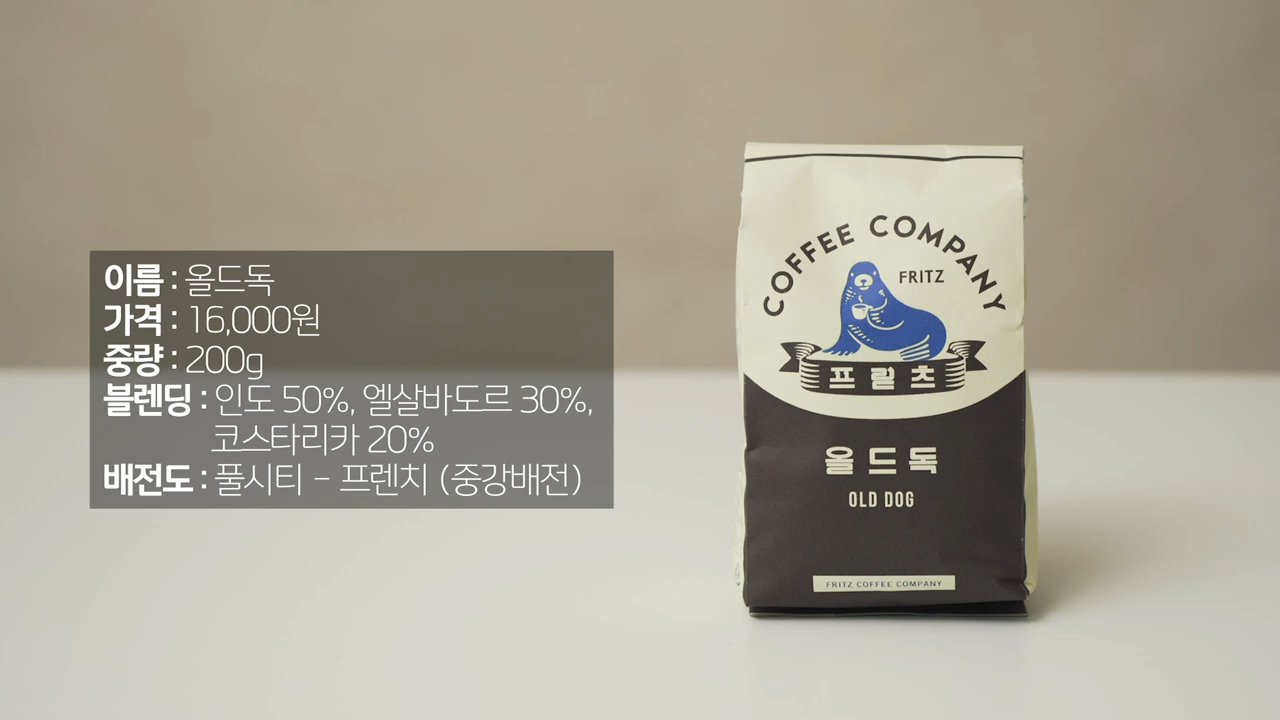 이름 : 올드독
가격 : 16,000원
중량 : 200g
블렌딩 : 인도 50%, 엘살바도르 30%,
코스타리카 20%
배전도 : 풀시티 - 프렌치 (중강배전)
COFFEE COMPANY
FRITZ
프릳츠
올드독
OLD DOG
FRITZ COFFEE COMPANY